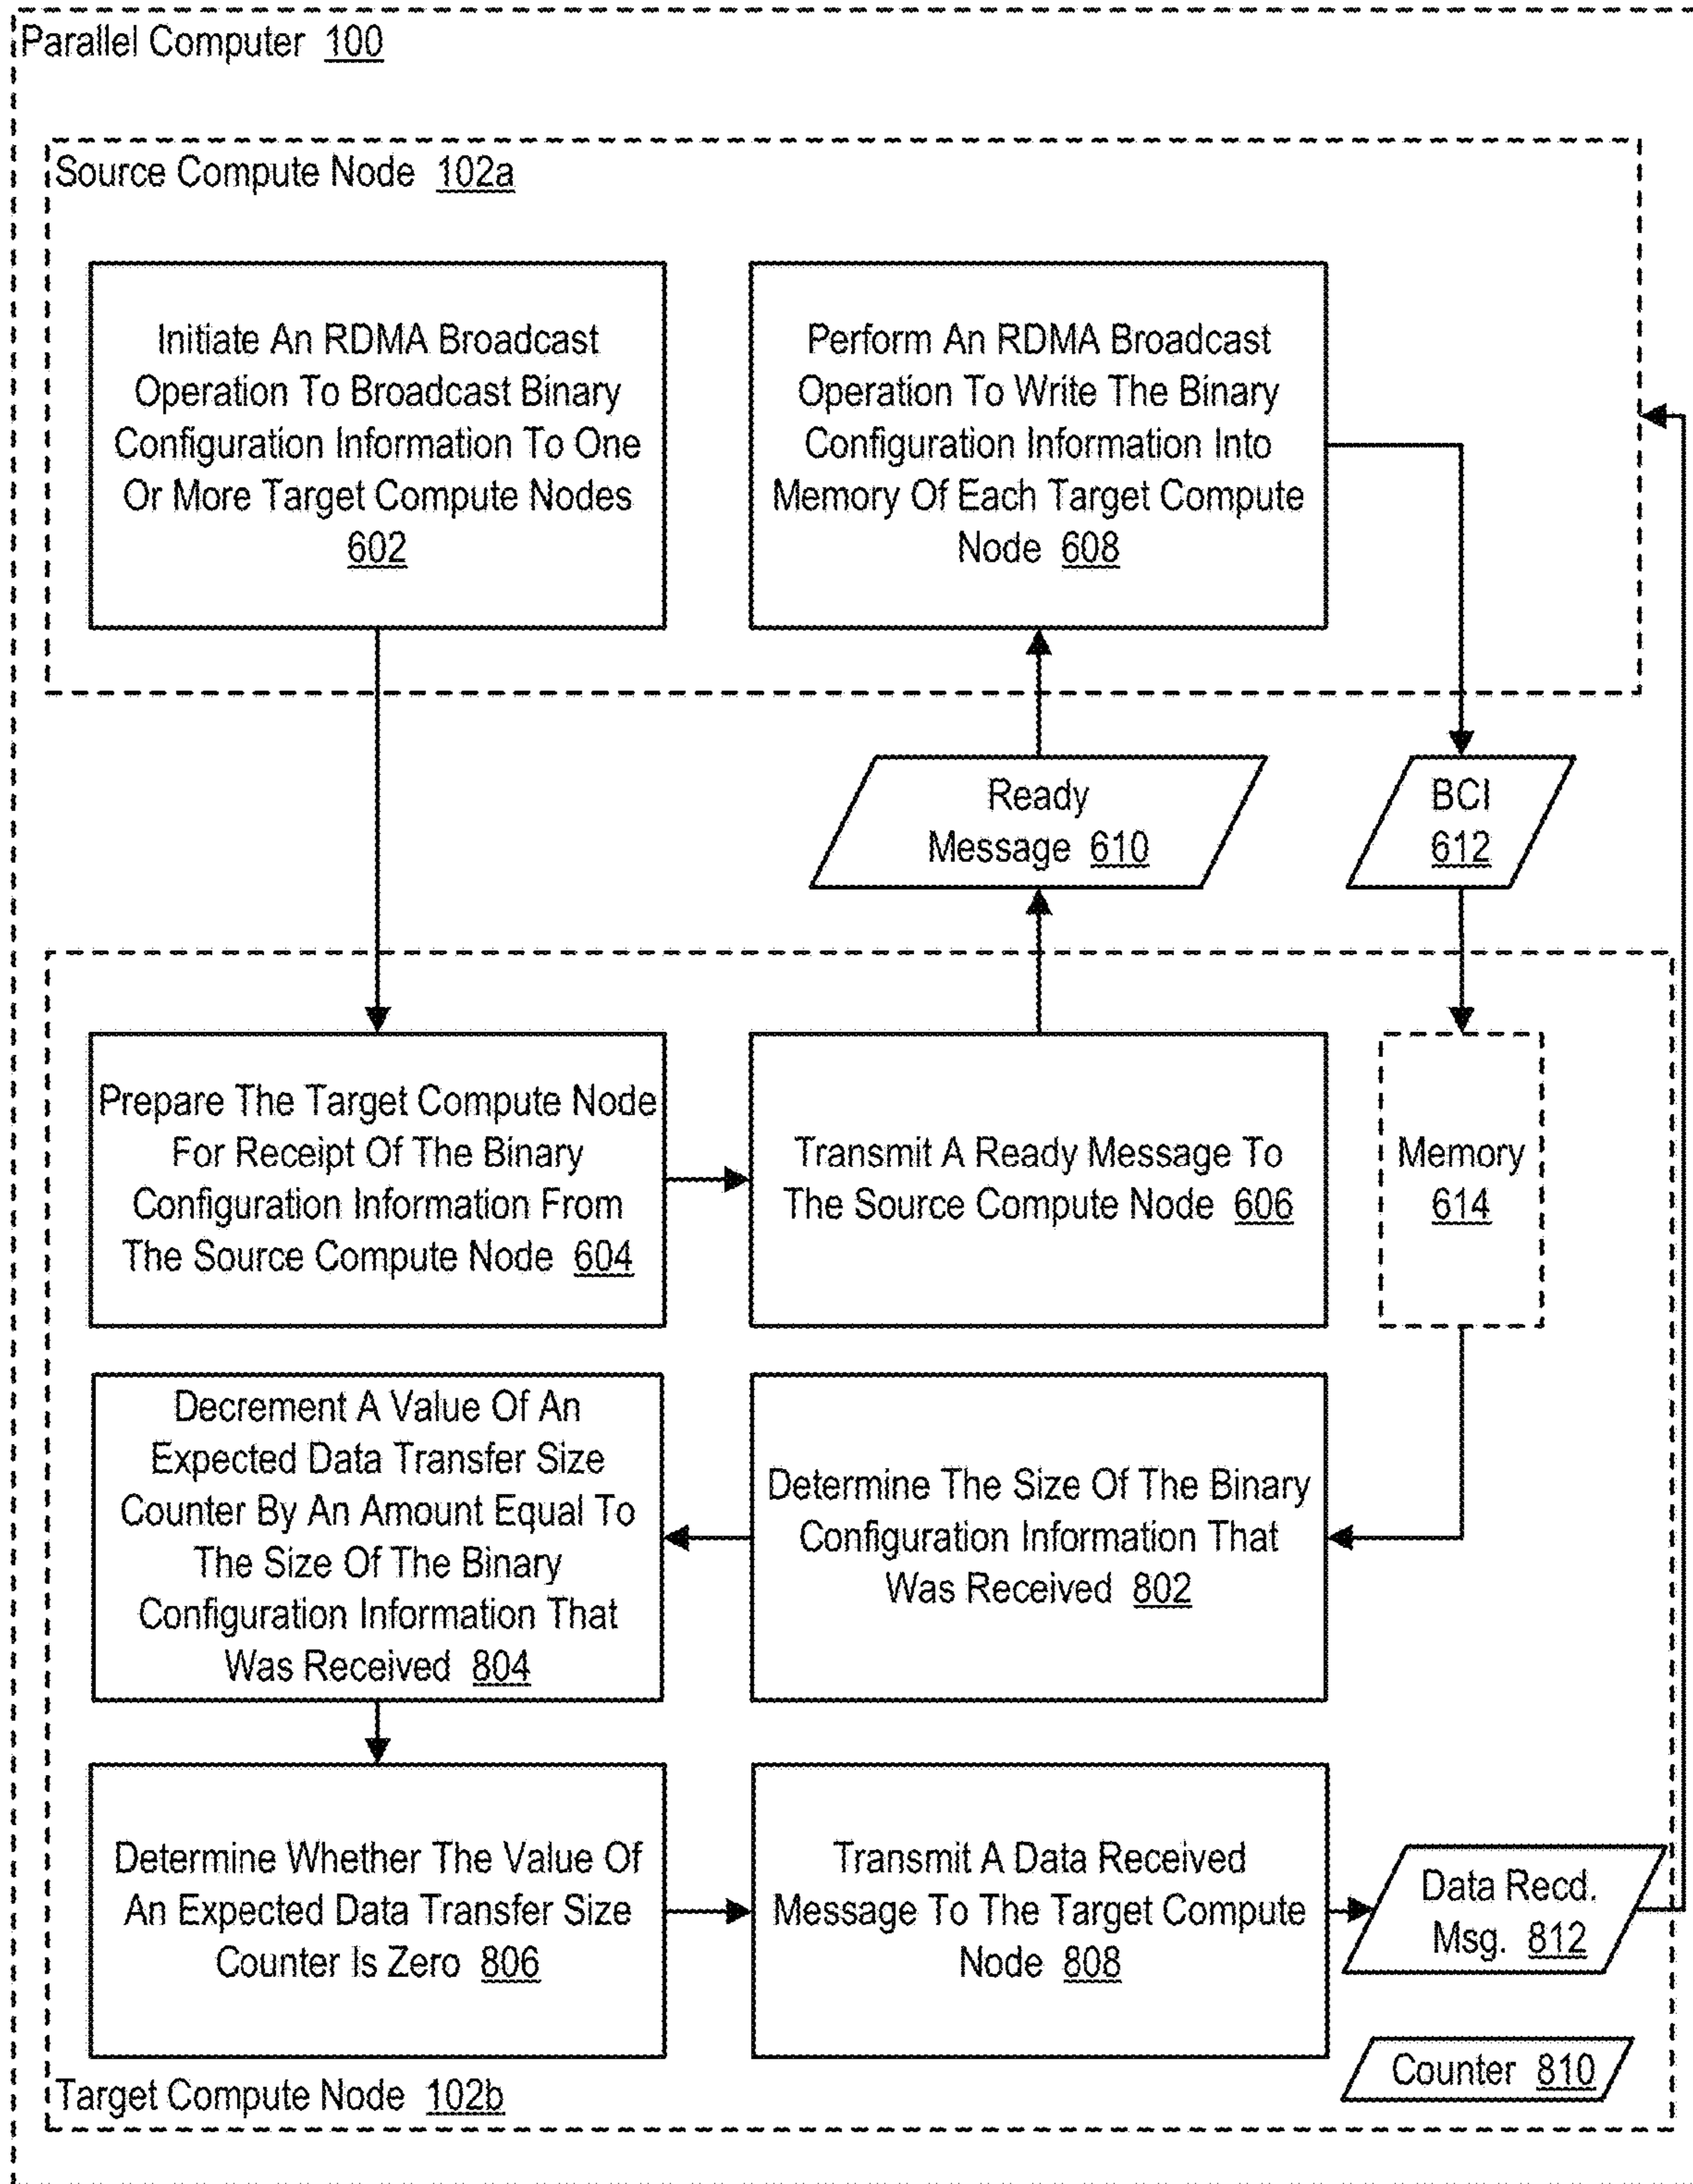 Parallel Computer 100
Source Compute Node 102a
Initiate An RDMA Broadcast
Operation To Broadcast Binary
Configuration Information To One
Or More Target Compute Nodes
602
Perform An RDMA Broadcast
Operation To Write The Binary
Configuration Information Into
Memory Of Each Target Compute
Node 608
Ready
Message 610
BCI
612
Prepare The Target Compute Node
For Receipt Of The Binary
Configuration Information From
The Source Compute Node 604
Transmit A Ready Message To
The Source Compute Node 606
Memory
614
Decrement A Value Of An
Expected Data Transfer Size
Counter By An Amount Equal To
The Size Of The Binary
Configuration Information That
Was Received 804
Determine The Size Of The Binary
Configuration Information That
Was Received 802
Determine Whether The Value Of
An Expected Data Transfer Size
Counter Is Zero 806
Transmit A Data Received
Message To The Target Compute
Node 808
Data Recd.
Msg. 812
Counter 810
Target Compute Node 102b